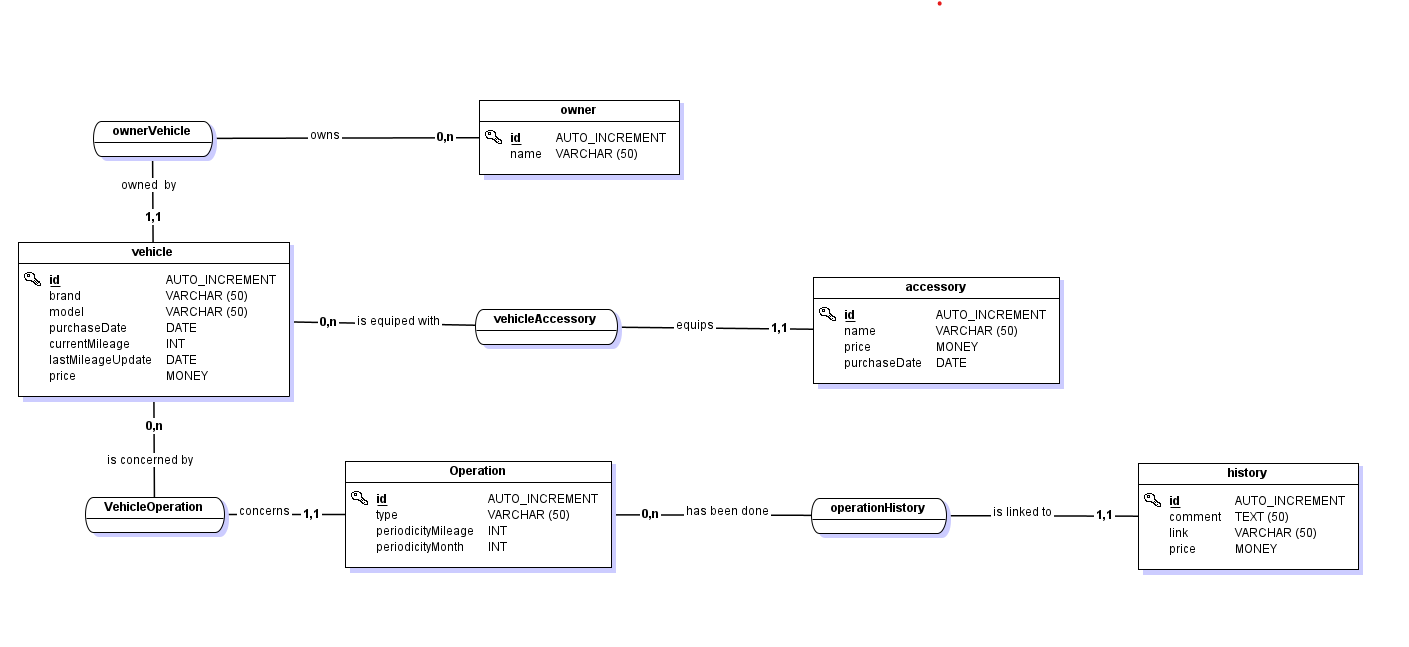 owner
id AUTO_INCREMENT
name VARCHAR (50)
ownerVehicle
owns
0,n
owned by
1,1
vehicle
id AUTO_INCREMENT
brand VARCHAR (50)
model VARCHAR (50)
purchaseDate DATE
currentMileage INT
lastMileageUpdate DATE
price MONEY
0,n
is equiped with
vehicleAccessory
equips
1,1
accessory
id AUTO_INCREMENT
name VARCHAR (50)
price MONEY
purchaseDate DATE
0,n
is concerned by
VehicleOperation
concerns
1,1
Operation
id AUTO_INCREMENT
type VARCHAR (50)
periodicityMileage INT
periodicityMonth INT
0,n
has been done
operationHistory
is linked to
1,1
history
id AUTO_INCREMENT
comment TEXT (50)
link VARCHAR (50)
price MONEY